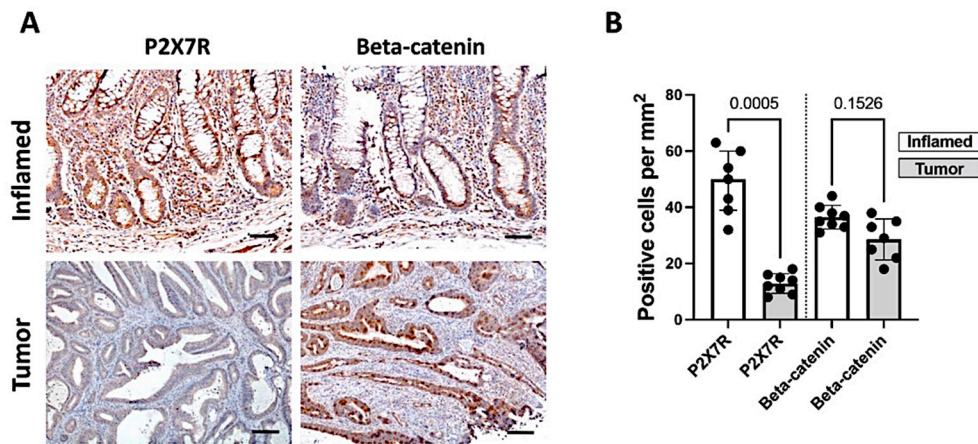 A
B
P2X7R
Beta-catenin
Inflamed
Tumor
Positive cells per mm²
80
60
40
20
0
0.0005
0.1526
Inflamed
Tumor
P2X7R
P2X7R
Beta-catenin
Beta-catenin